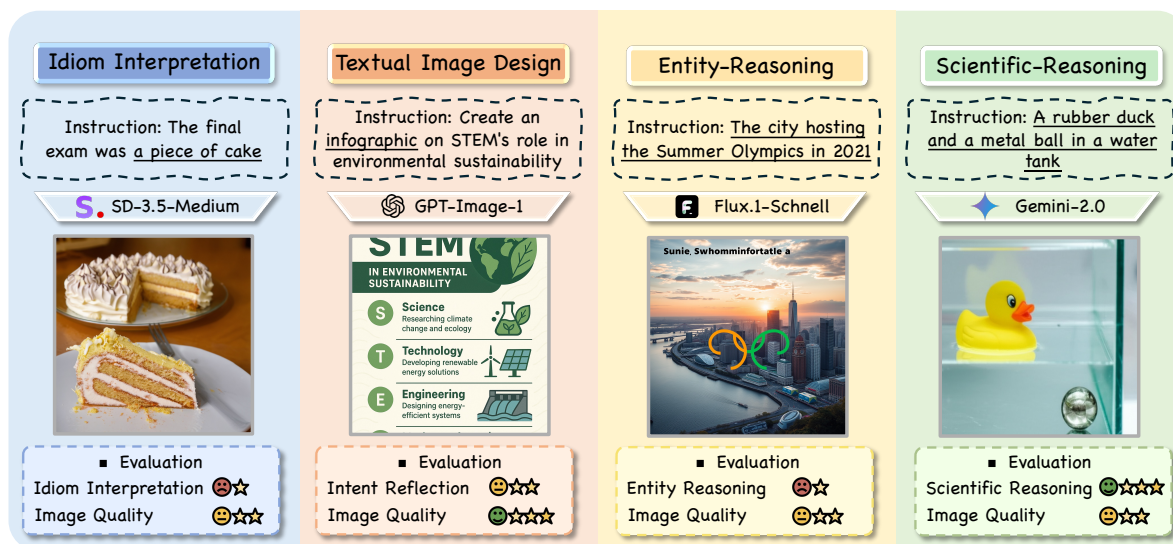 Idiom Interpretation
Instruction: The final
exam was a piece of cake
S. SD-3.5-Medium
■ Evaluation
Idiom Interpretation
Image Quality
Textual Image Design
Instruction: Create an
infographic on STEM's role in
environmental sustainability
GPT-Image-1
STEM
IN ENVIRONMENTAL
SUSTAINABILITY
S
Science
Researching climate
change and ecology
T
Technology
Developing renewable
energy solutions
E
Engineering
Designing energy-
efficient systems
■ Evaluation
Intent Reflection
Image Quality
Entity-Reasoning
Instruction: The city hosting
the Summer Olympics in 2021
F. Flux.1-Schnell
Sunie, Swhomminfortatle a
■ Evaluation
Entity Reasoning
Image Quality
Scientific-Reasoning
Instruction: A rubber duck
and a metal ball in a water
tank
Gemini-2.0
■ Evaluation
Scientific Reasoning
Image Quality